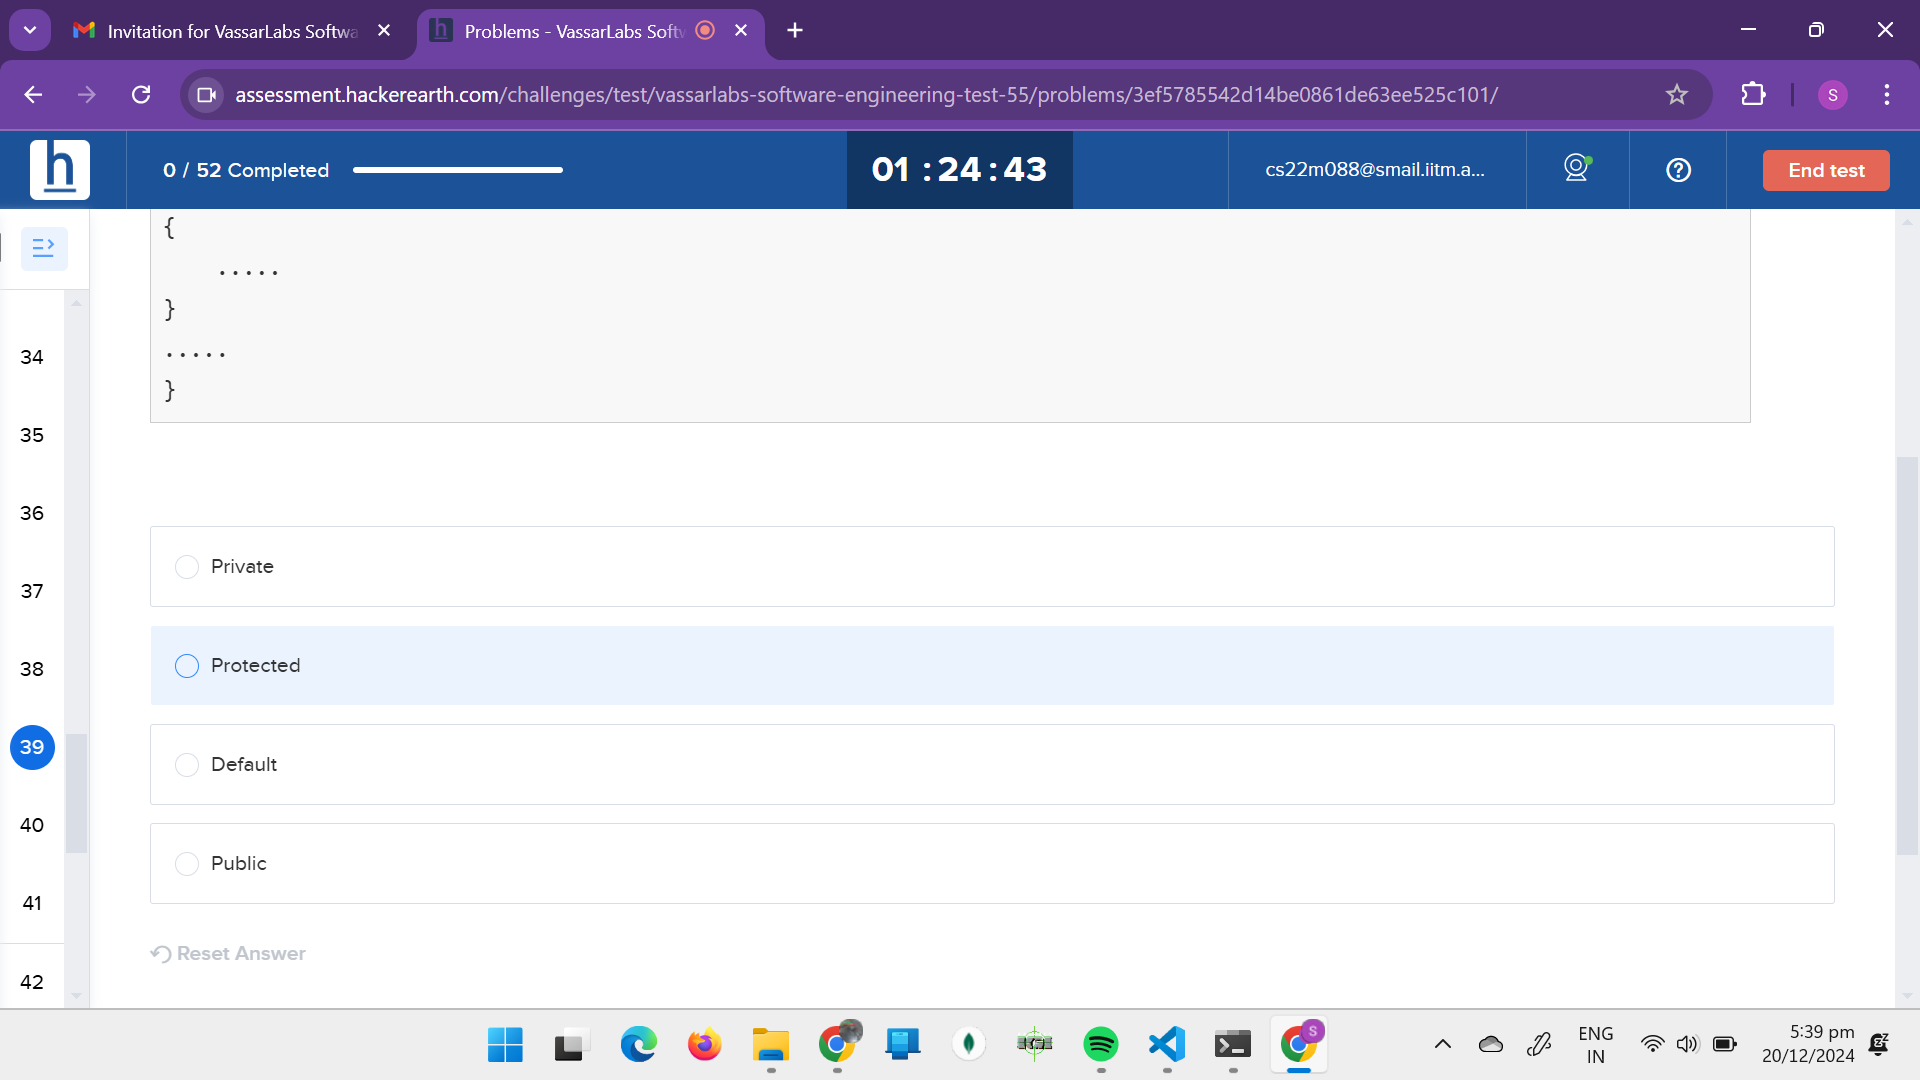 Invitation for VassarLabs Softwa
Problems - VassarLabs Softw
assessment.hackerearth.com/challenges/test/vassarlabs-software-engineering-test-55/problems/3ef5785542d14be0861de63ee525c101/
S
h
0 / 52 Completed
01 : 24 : 43
cs22m088@smail.iitm.a...
End test
{
.....
}
.....
}
34
35
36
37
38
39
40
41
42
Private
Protected
Default
Public
Reset Answer
S
ENG
IN
5:39 pm
20/12/2024